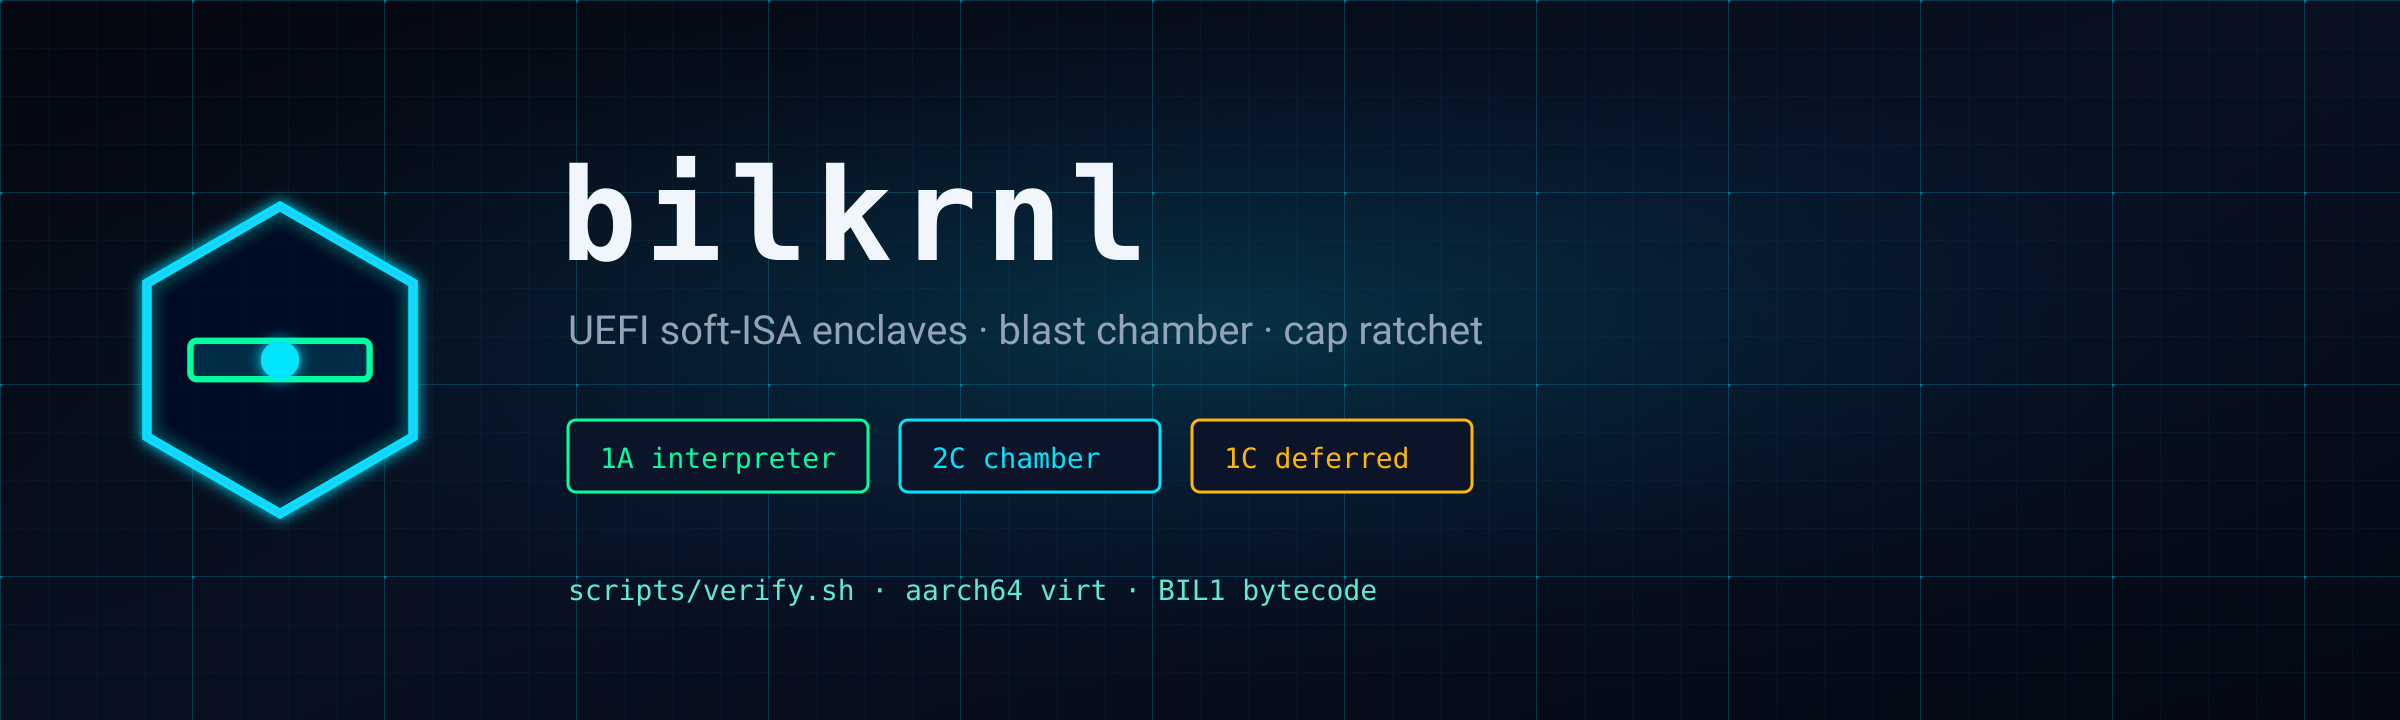 bilkrnl
UEFI soft-ISA enclaves · blast chamber · cap ratchet
1A interpreter
2C chamber
1C deferred
scripts/verify.sh · aarch64 virt · BIL1 bytecode